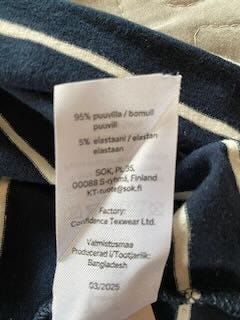 95% puuvilla / bomull
puuvill
5% elastaani / elastan
elastaan
SOK, PL 35,
00088 S-ryhmä, Finland
KT-tuote@sok.fi
Factory:
Confidence Texwear Ltd.
Valmistusmaa
Producerad i/Tootjariik:
Bangladesh
03/2025